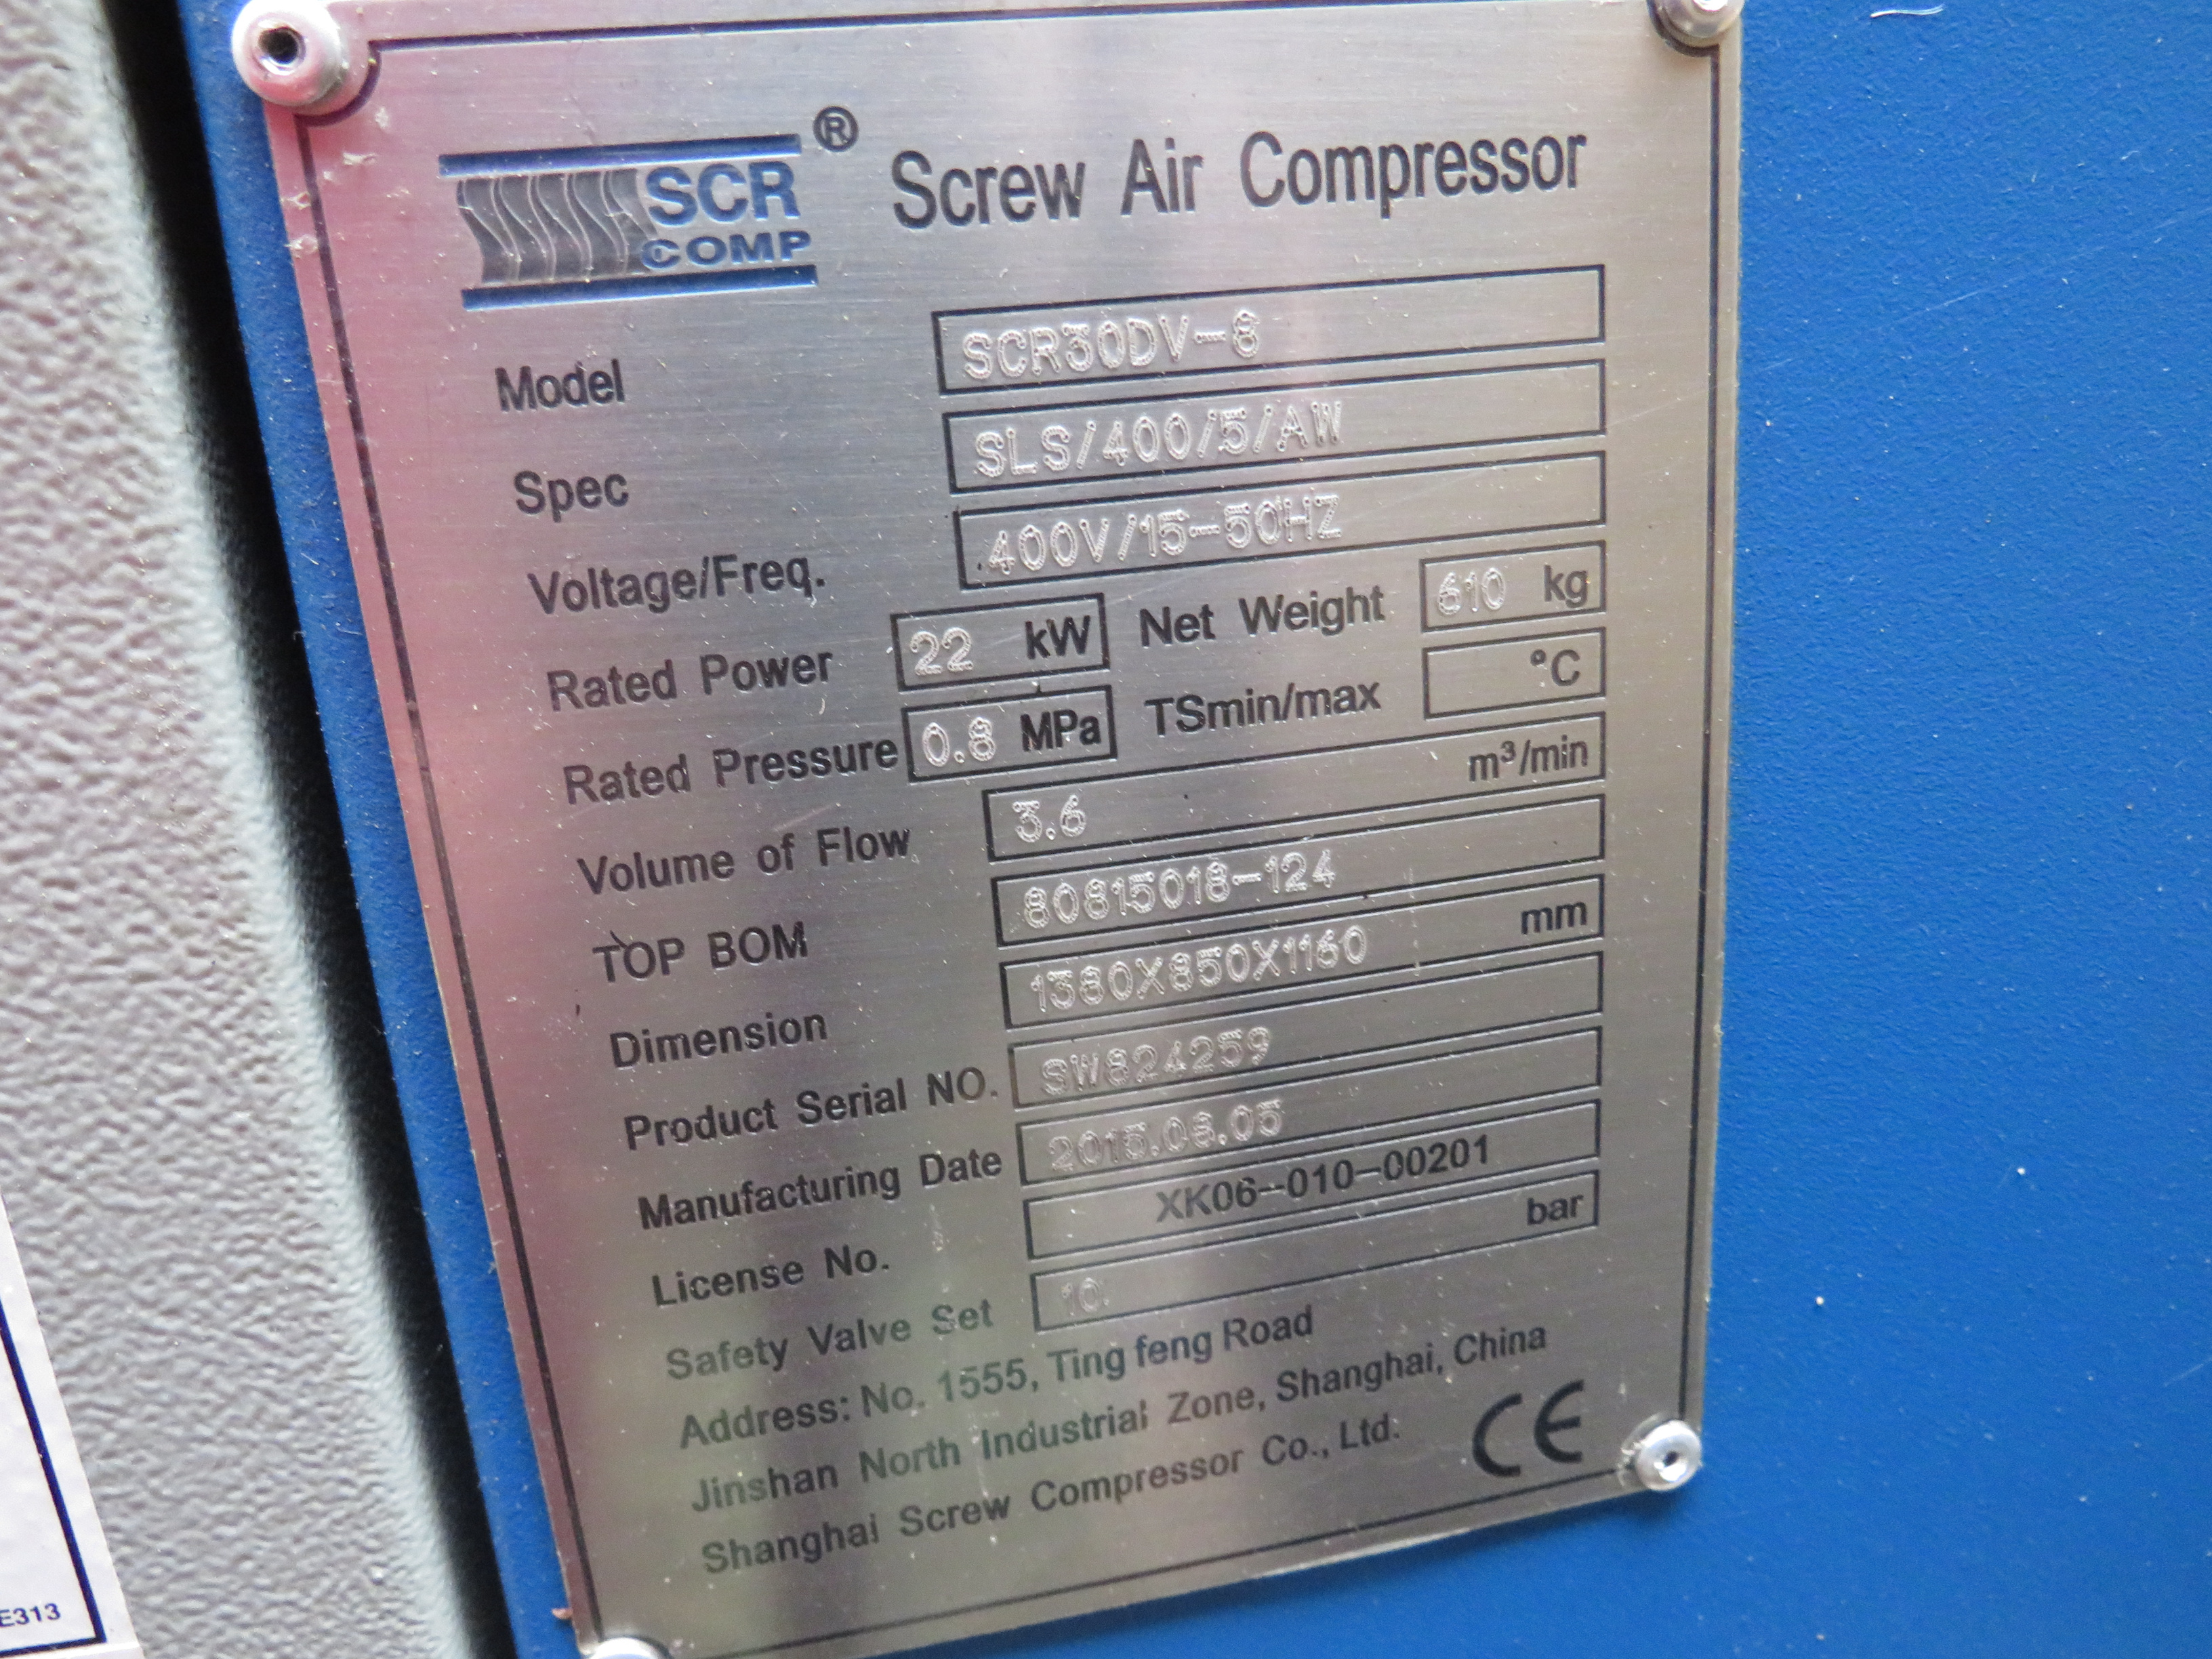 SCR COMP ® Screw Air Compressor
Model SCR30DV-8
Spec SLS/400/5/AW
Voltage/Freq. 400V/15-50HZ
Rated Power 22 kW Net Weight 610 kg
Rated Pressure 0.8 MPa TSmin/max °C
Volume of Flow 3.6 m³/min
TOP BOM 80815018-124
Dimension 1380X850X1160 mm
Product Serial NO. SW824259
Manufacturing Date 2015.08.05
License No. XK06-010-00201
Safety Valve Set 10 bar
Address: No. 1555, Ting feng Road
Jinshan North Industrial Zone, Shanghai, China
Shanghai Screw Compressor Co., Ltd. CE
E313